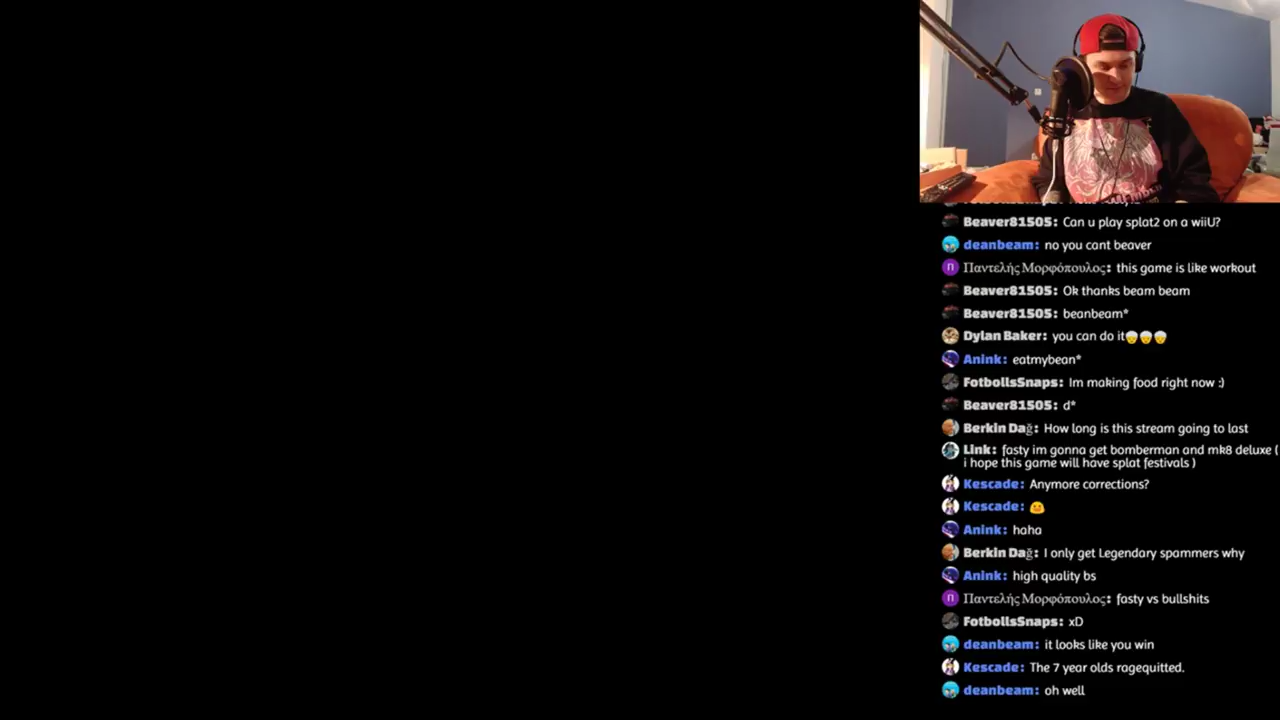 Beaver81505: Can u play splat2 on a wiiU?
deanbeam: no you cant beaver
Παντελής Μορφόπουλος: this game is like workout
Beaver81505: Ok thanks beam beam
Beaver81505: beanbeam*
Dylan Baker: you can do it
Anink: eatmybean*
FotbollsSnaps: Im making food right now :)
Beaver81505: d*
Berkin Dağ: How long is this stream going to last
Link: fasty im gonna get bomberman and mk8 deluxe (
i hope this game will have splat festivals )
Kescade: Anymore corrections?
Kescade:
Anink: haha
Berkin Dağ: I only get Legendary spammers why
Anink: high quality bs
Παντελής Μορφόπουλος: fasty vs bullshits
FotbollsSnaps: xD
deanbeam: it looks like you win
Kescade: The 7 year olds ragequitted.
deanbeam: oh well